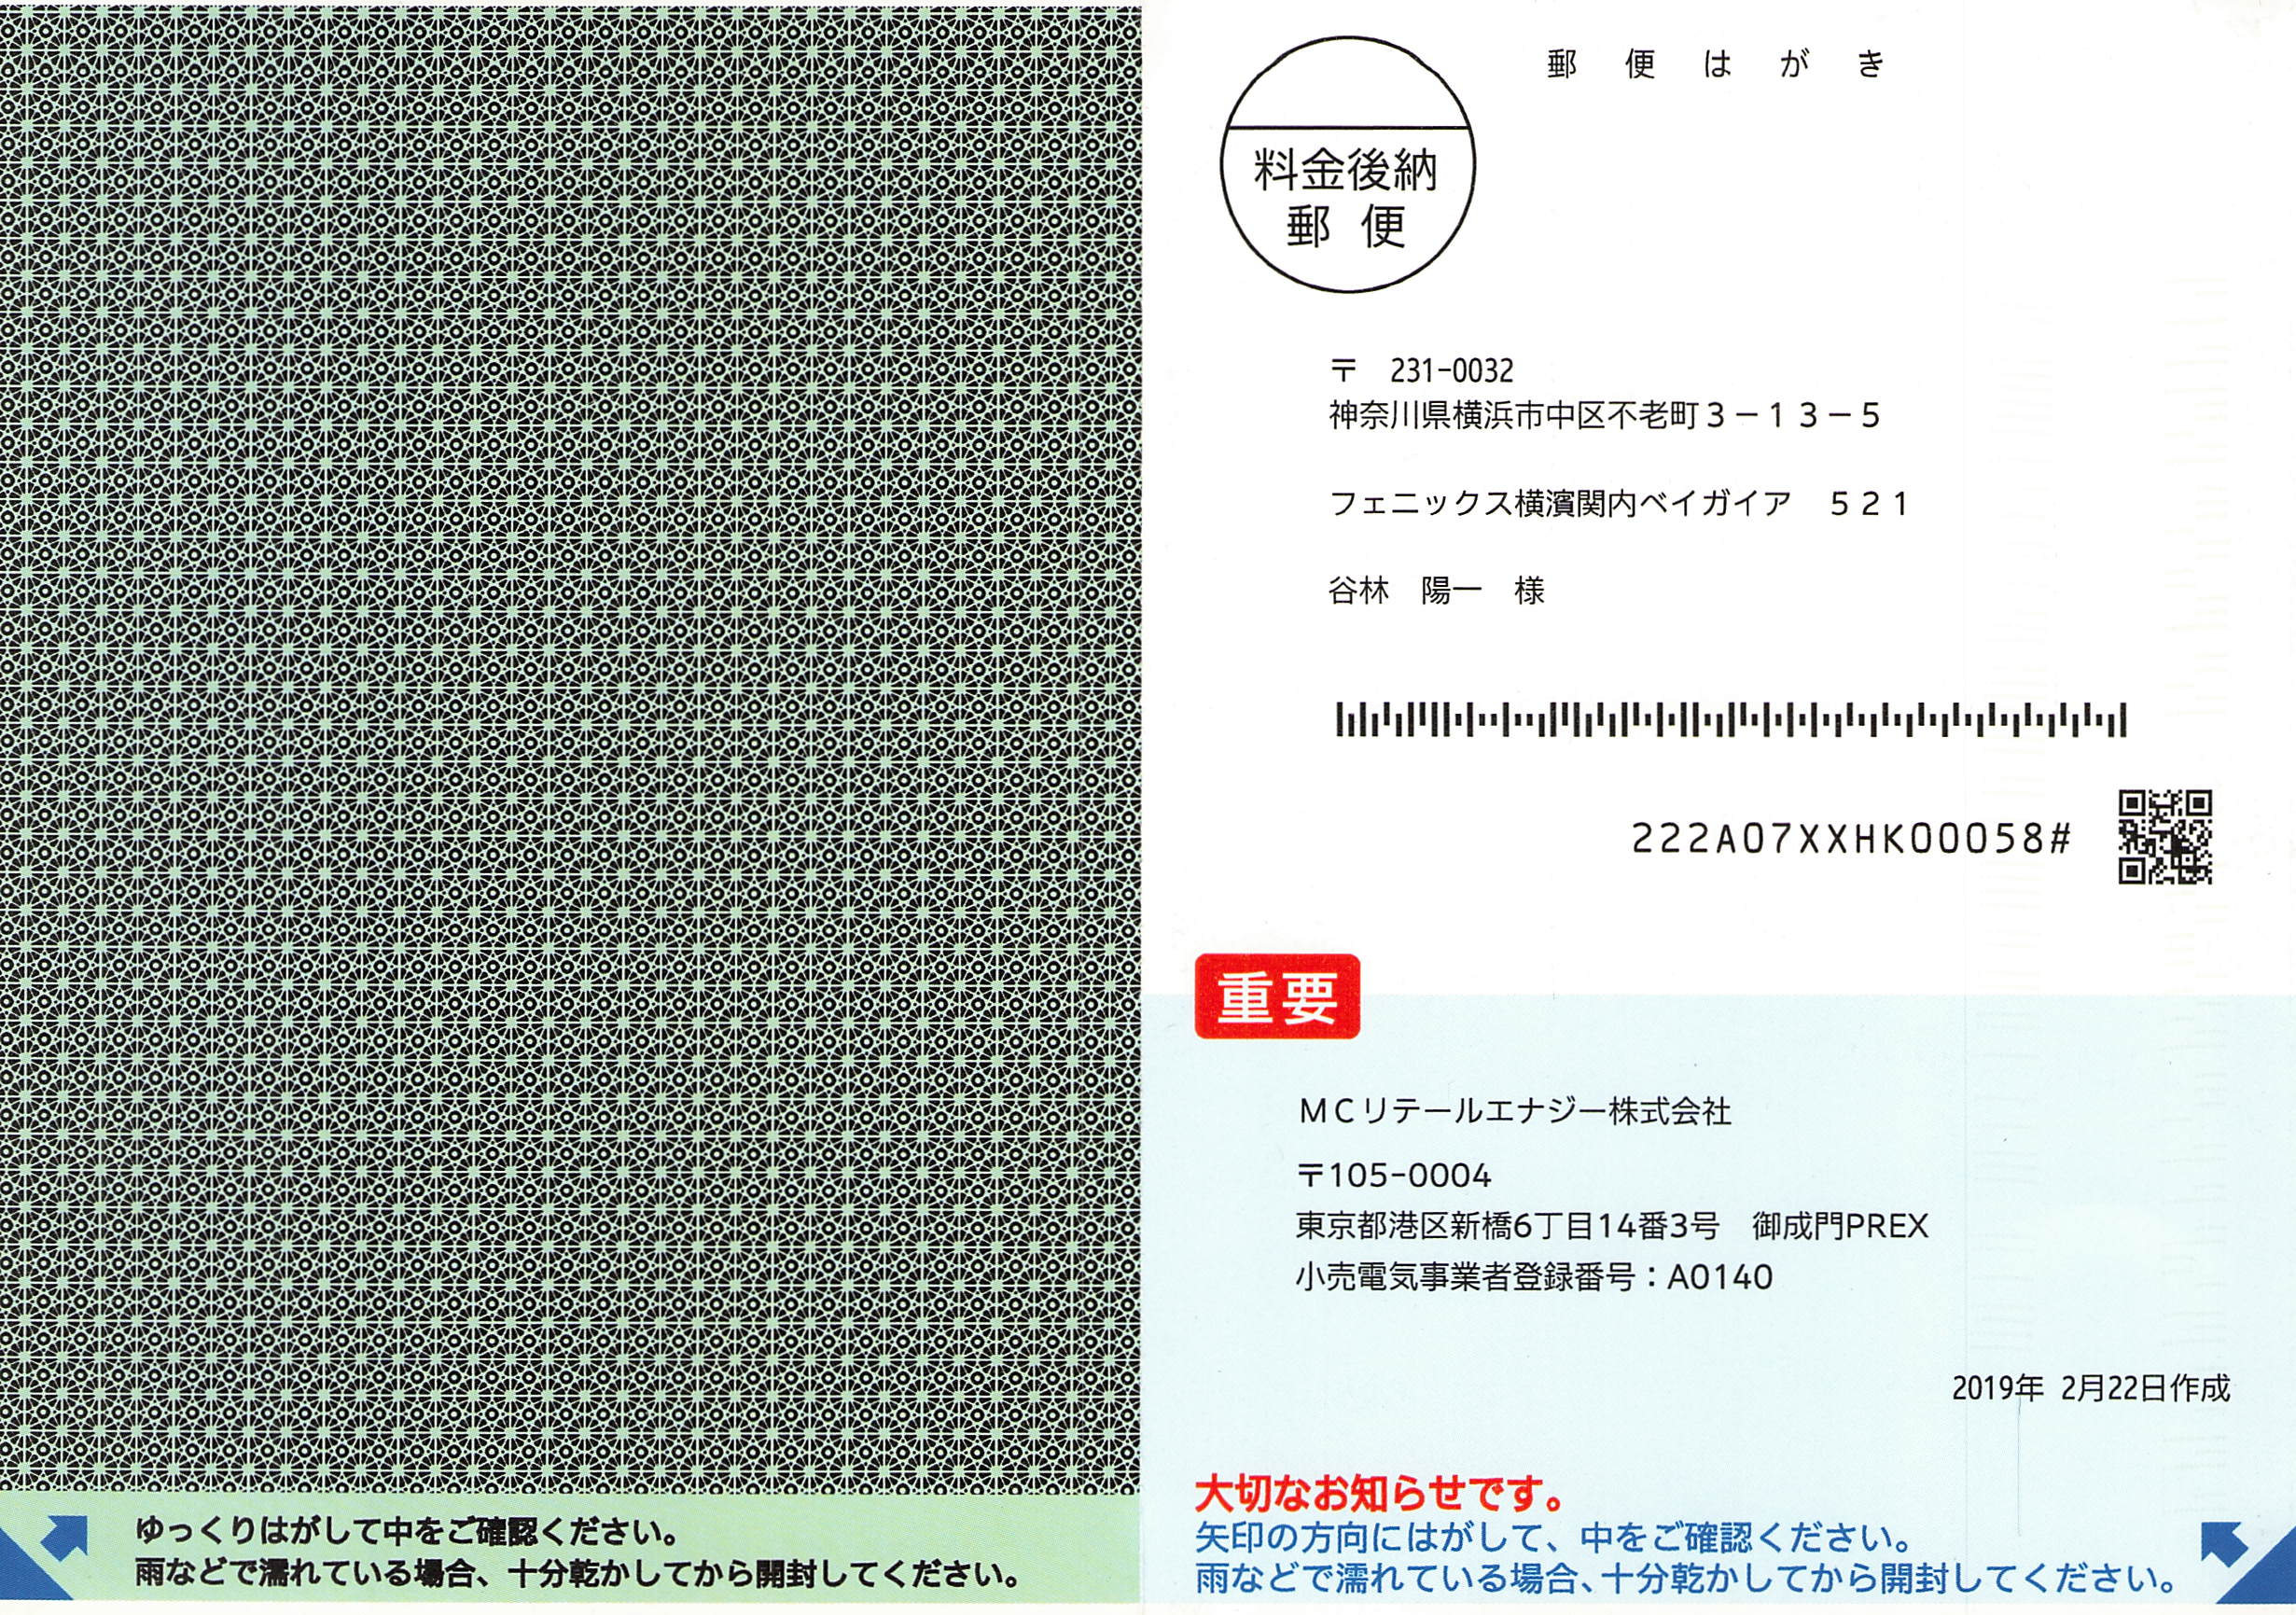 郵便はがき
料金後納
郵便
〒 231-0032
神奈川県横浜市中区不老町3-13-5
フェニックス横濱関内ベイガイア 521
谷林 陽一 様
222A07XXHK00058#
重要
MCリテールエナジー株式会社
〒105-0004
東京都港区新橋6丁目14番3号 御成門PREX
小売電気事業者登録番号：A0140
2019年 2月22日作成
大切なお知らせです。
矢印の方向にはがして、中をご確認ください。
雨などで濡れている場合、十分乾かしてから開封してください。
ゆっくりはがして中をご確認ください。
雨などで濡れている場合、十分乾かしてから開封してください。